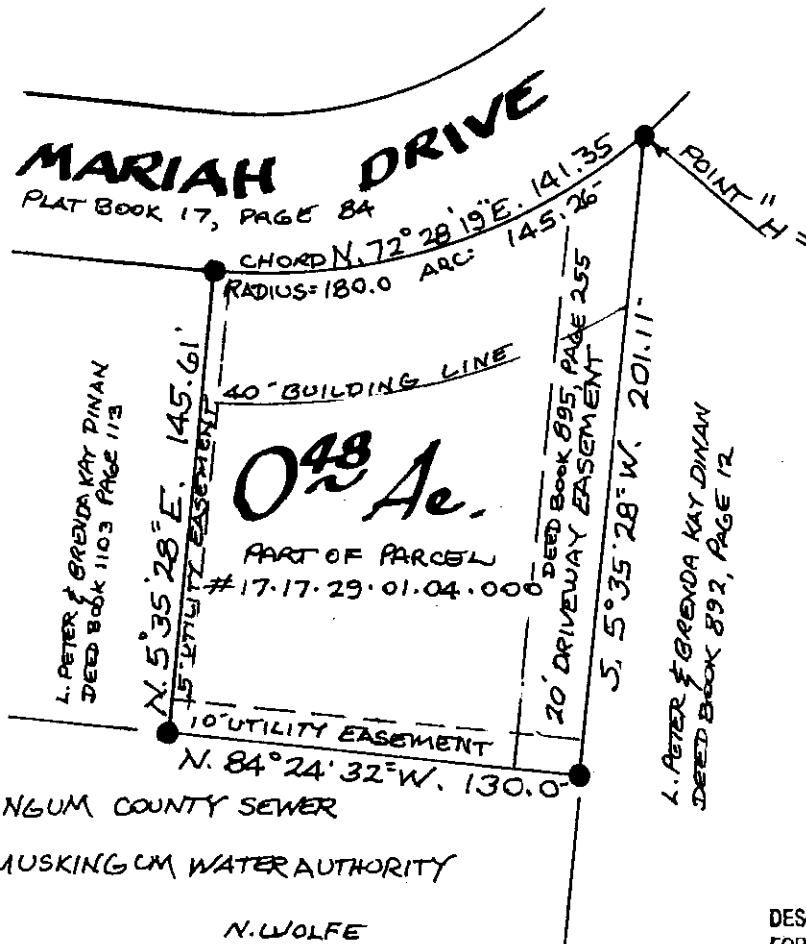 MARIAH DRIVE
PLAT BOOK 17, PAGE 84
POINT "H"
CHORD N. 72° 28' 19" E. 141.35
RADIUS = 180.0 ARC: 145.26'
40' BUILDING LINE
L. PETER & BRENDA KAY DINAN
DEED BOOK 1103 PAGE 113
N. 5° 35' 28" E. 145.61'
5' UTILITY EASEMENT
0.48 Ac.
PART OF PARCEL
# 17.17.29.01.04.000
DEED BOOK 895, PAGE 255
20' DRIVEWAY EASEMENT
S. 5° 35' 28" W. 201.11'
L. PETER & BRENDA KAY DINAN
DEED BOOK 892, PAGE 12
10' UTILITY EASEMENT
N. 84° 24' 32" W. 130.0'
NGUM COUNTY SEWER
MUSKINGUM WATER AUTHORITY
N. WOLFE
DES